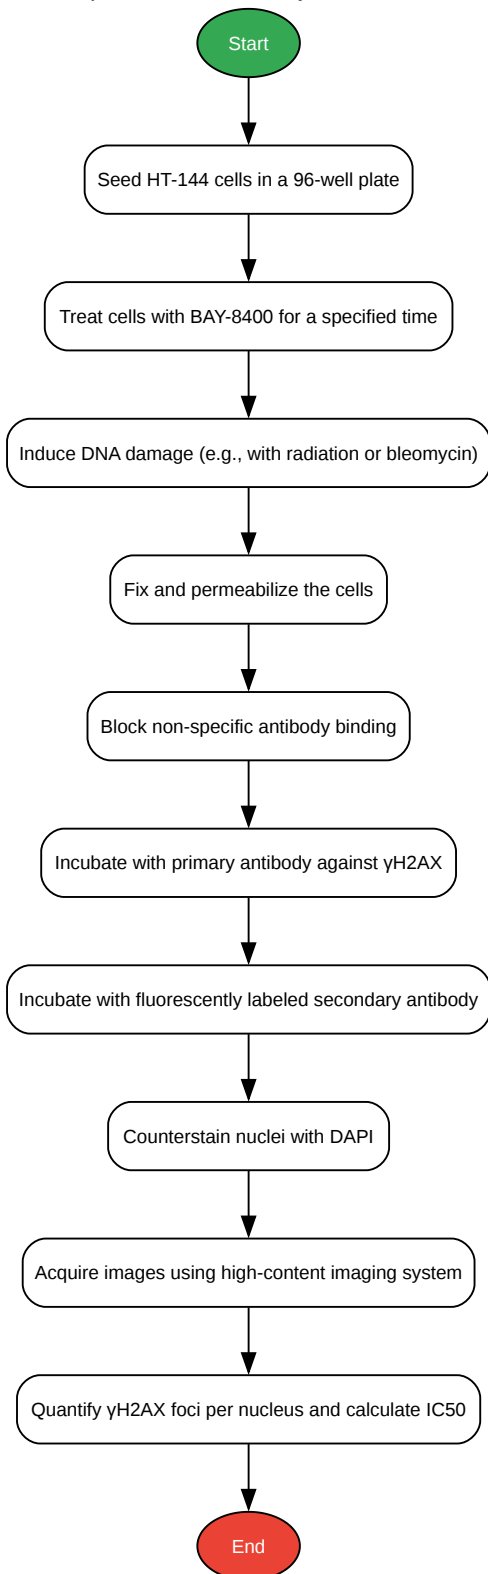 Start
Seed HT-144 cells in a 96-well plate
Treat cells with BAY-8400 for a specified time
Induce DNA damage (e.g., with radiation or bleomycin)
Fix and permeabilize the cells
Block non-specific antibody binding
Incubate with primary antibody against γH2AX
Incubate with fluorescently labeled secondary antibody
Counterstain nuclei with DAPI
Acquire images using high-content imaging system
Quantify γH2AX foci per nucleus and calculate IC50
End